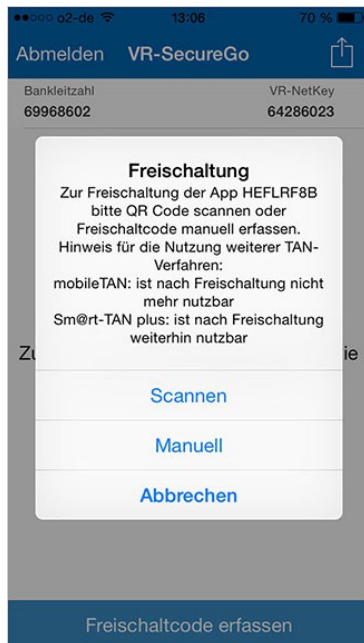 o2-de 13:06 70 %
Abmelden VR-SecureGo
Bankleitzahl VR-NetKey
69968602 64286023
Freischaltung
Zur Freischaltung der App HEFLRF8B
bitte QR Code scannen oder
Freischaltcode manuell erfassen.
Hinweis für die Nutzung weiterer TAN-
Verfahren:
mobileTAN: ist nach Freischaltung nicht
mehr nutzbar
Sm@rt-TAN plus: ist nach Freischaltung
weiterhin nutzbar
Scannen
Manuell
Abbrechen
Freischaltcode erfassen